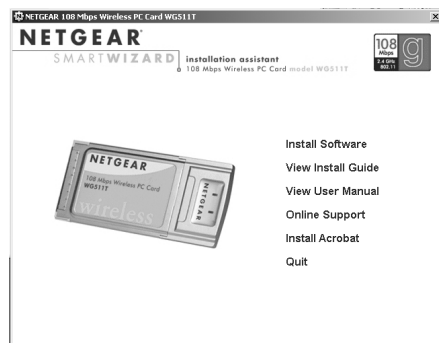 NETGEAR 108 Mbps Wireless PC Card WG511T
NETGEAR
SMARTWIZARD
installation assistant
108 Mbps Wireless PC Card model WG511T
108
Mbps
2.4 GHz
802.11
g
NETGEAR
108 Mbps Wireless PC Card
WG511T
wireless
NETGEAR
Install Software
View Install Guide
View User Manual
Online Support
Install Acrobat
Quit